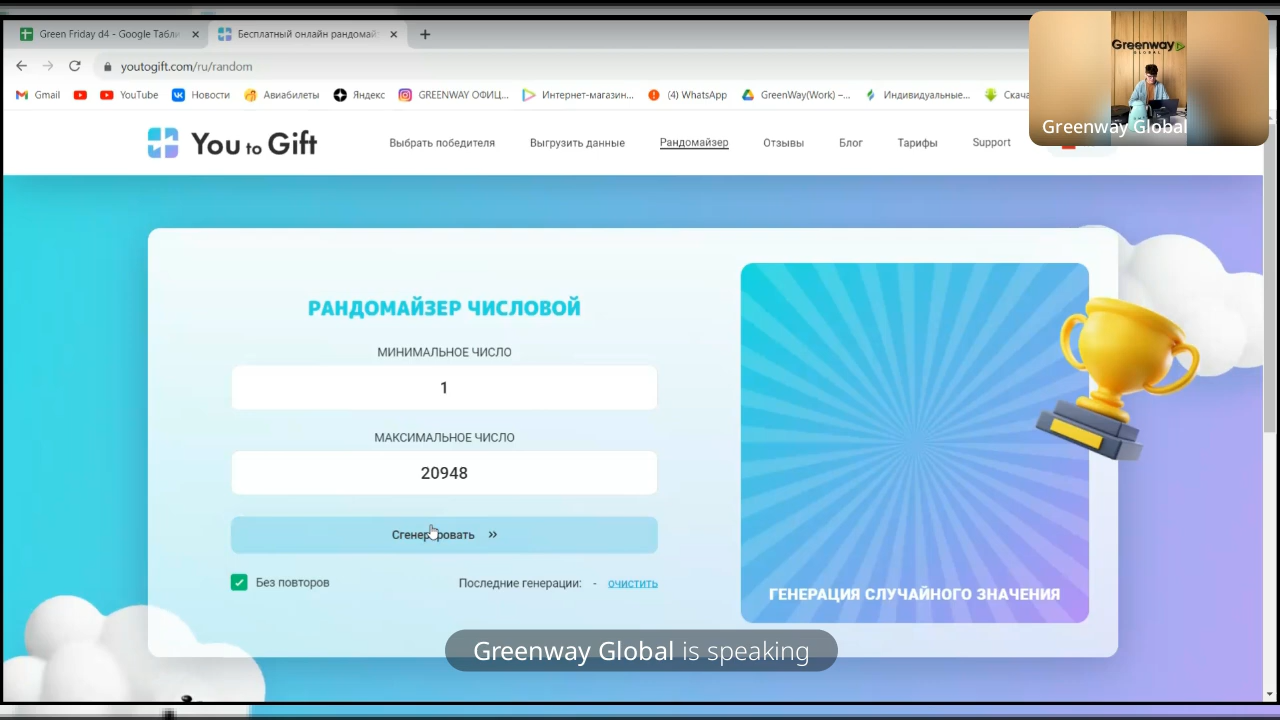 Green Friday d4 - Google Табли
Бесплатный онлайн рандомай
youtogift.com/ru/random
Gmail
YouTube
Новости
Авиабилеты
Яндекс
GREENWAY ОФИЦ...
Интернет-магазин...
(4) WhatsApp
GreenWay(Work) –...
Индивидуальные...
Скача
Greenway
GLOBAL
Greenway Global
You to Gift
Выбрать победителя
Выгрузить данные
Рандомайзер
Отзывы
Блог
Тарифы
Support
РАНДОМАЙЗЕР ЧИСЛОВОЙ
МИНИМАЛЬНОЕ ЧИСЛО
1
МАКСИМАЛЬНОЕ ЧИСЛО
20948
Сгенерировать »
Без повторов
Последние генерации: - очистить
ГЕНЕРАЦИЯ СЛУЧАЙНОГО ЗНАЧЕНИЯ
Greenway Global is speaking